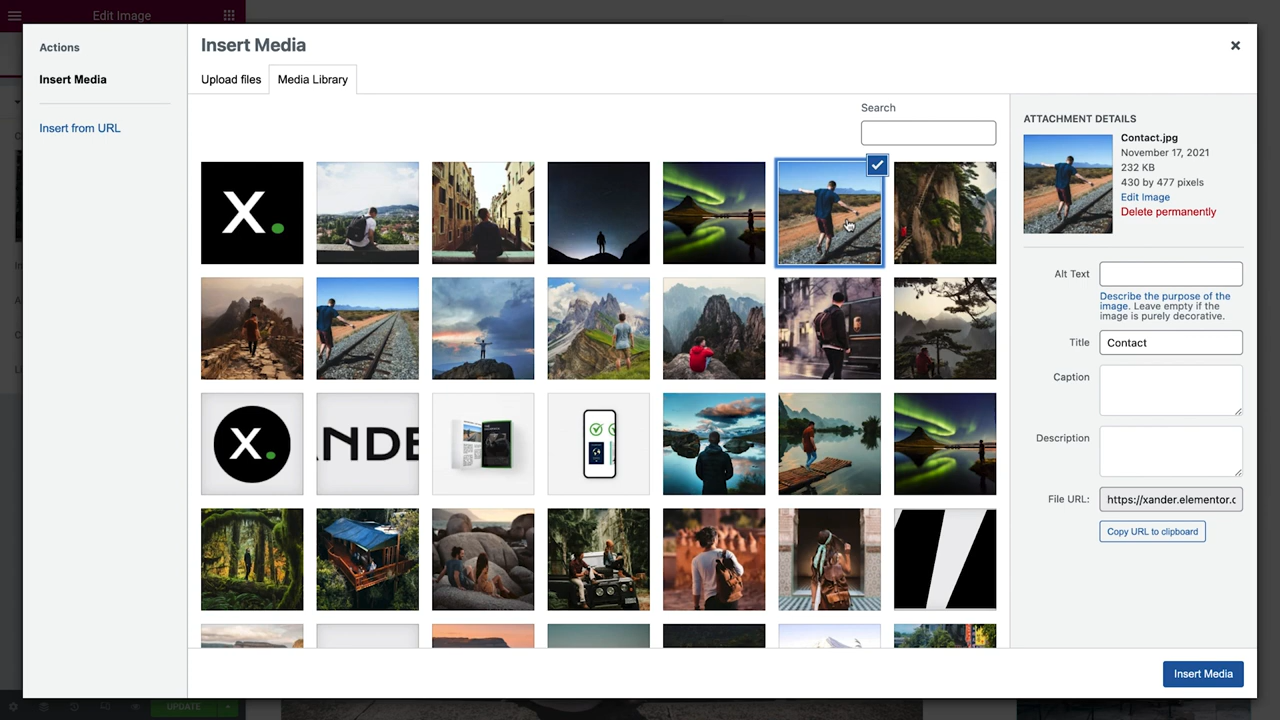 Edit Image
Actions
Insert Media
Insert from URL
Insert Media
Upload files
Media Library
Search
X.
X.
ANDE
ATTACHMENT DETAILS
Contact.jpg
November 17, 2021
232 KB
430 by 477 pixels
Edit Image
Delete permanently
Alt Text
Describe the purpose of the
image. Leave empty if the
image is purely decorative.
Title
Contact
Caption
Description
File URL:
https://xander.elementor.c
Copy URL to clipboard
Insert Media
UPDATE